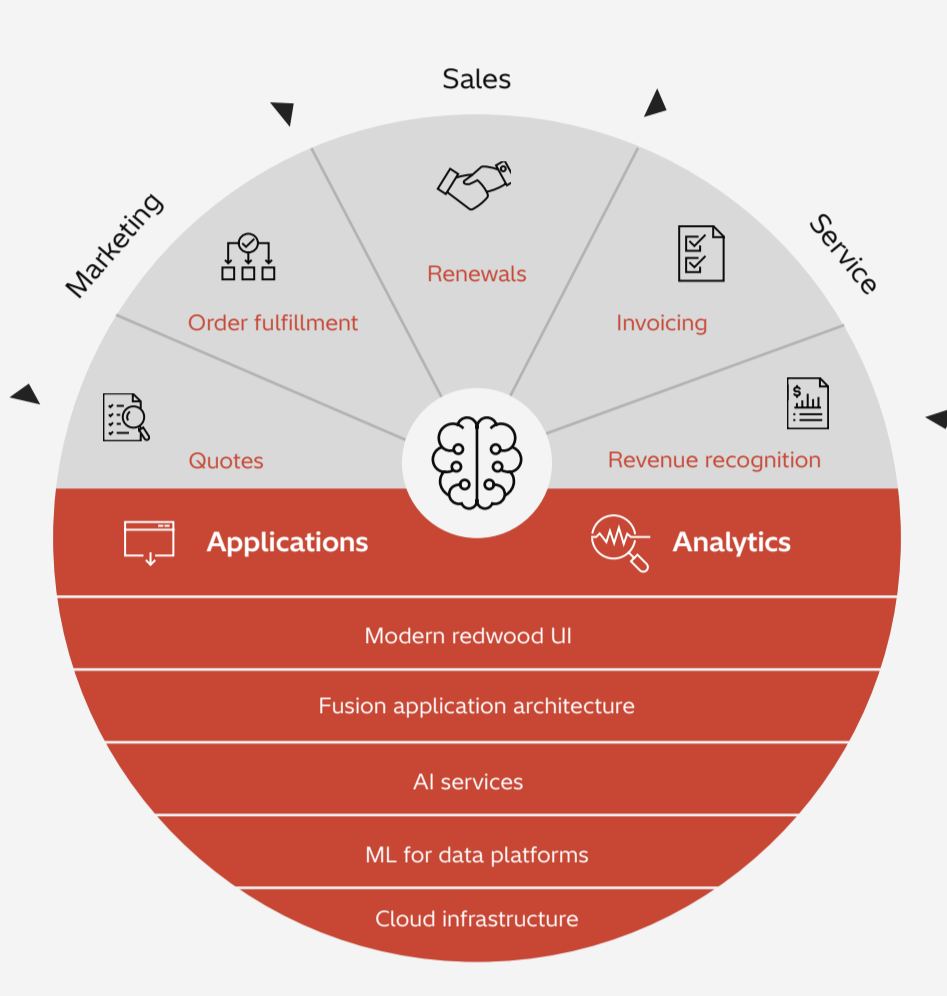 Sales
Marketing
Service
Renewals
Order fulfillment
Invoicing
Quotes
Revenue recognition
Applications
Analytics
Modern redwood UI
Fusion application architecture
AI services
ML for data platforms
Cloud infrastructure